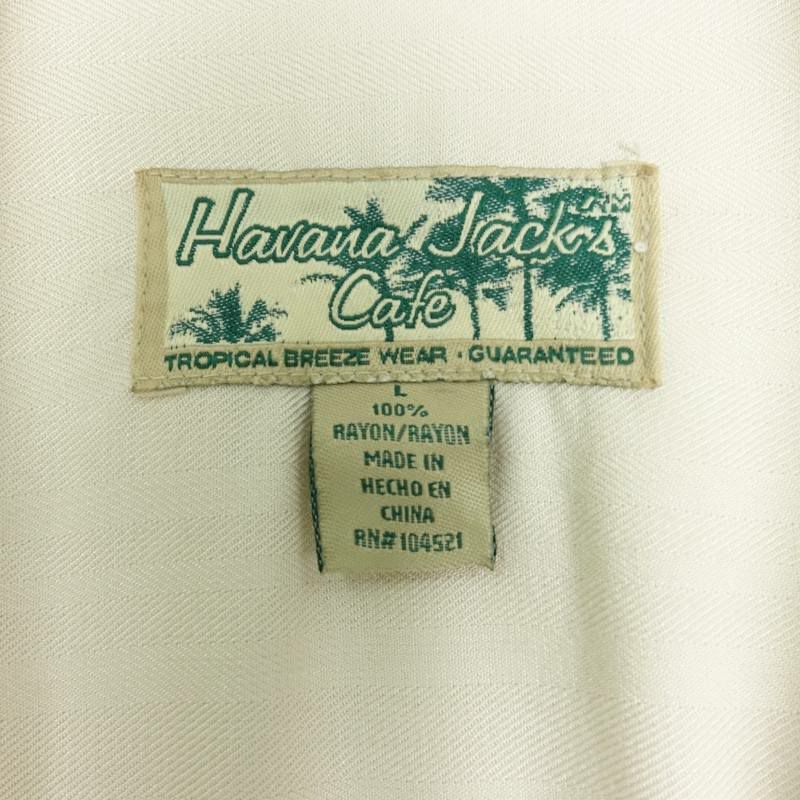 Havana Jack's
TM
Cafe
TROPICAL BREEZE WEAR · GUARANTEED
L
100%
RAYON/RAYON
MADE IN
HECHO EN
CHINA
RN#104521